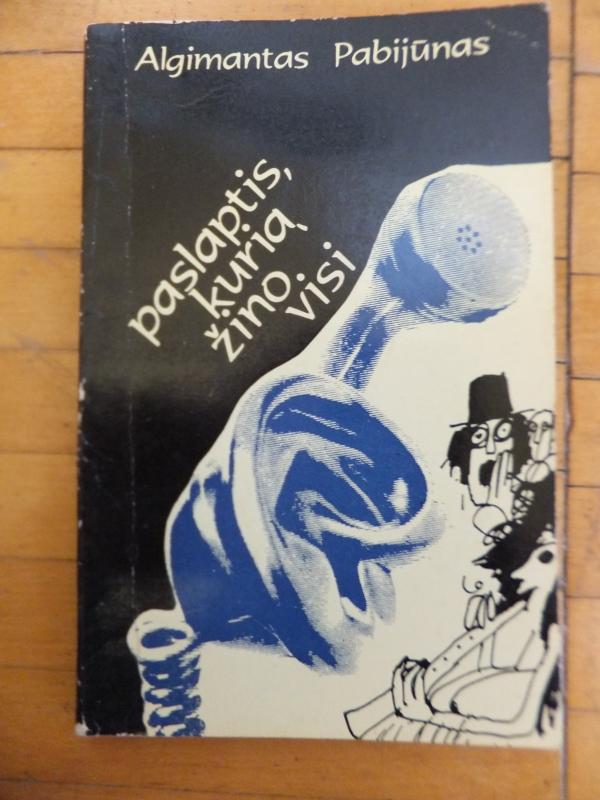 Algimantas Pabijūnas
paslaptis,
kurią
žino
visi